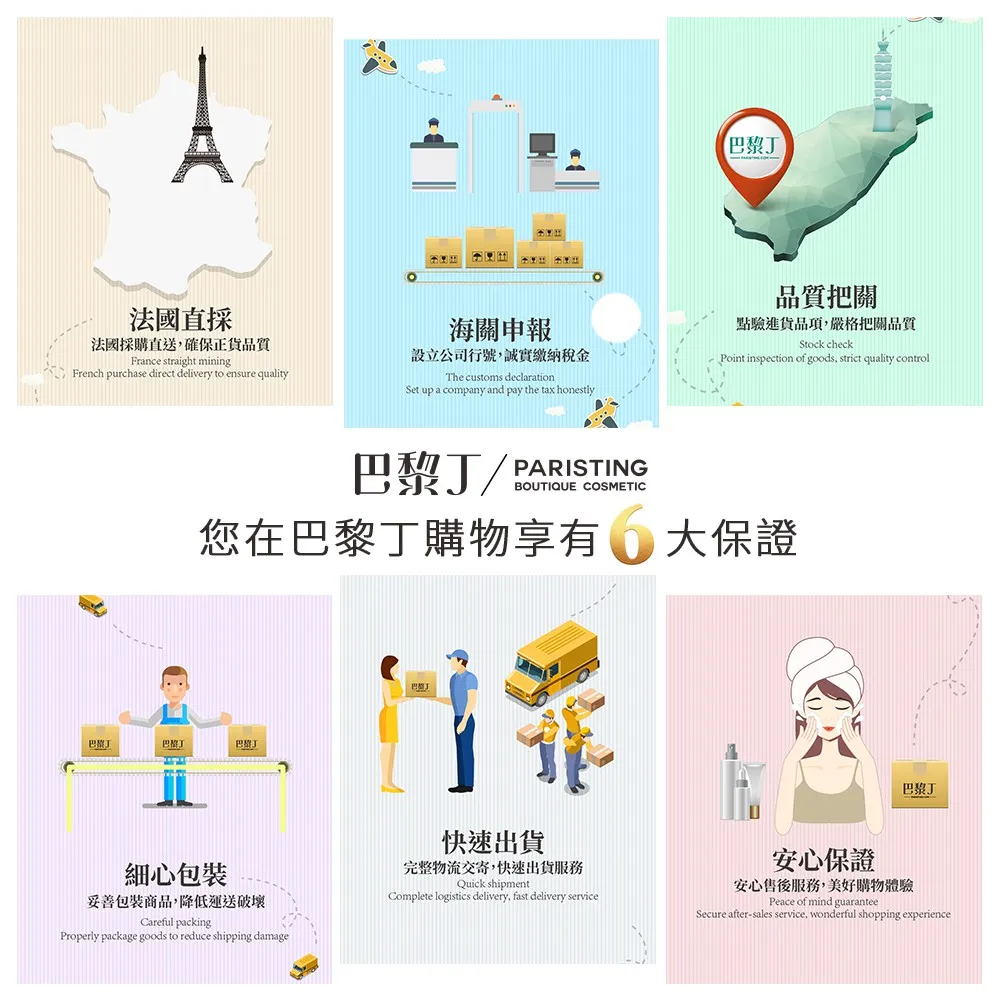 法國直採
法國採購直送，確保正貨品質
France straight mining
French purchase direct delivery to ensure quality
海關申報
設立公司行號，誠實繳納稅金
The customs declaration
Set up a company and pay the tax honestly
巴黎丁
PARISTING.COM
品質把關
點驗進貨品項，嚴格把關品質
Stock check
Point inspection of goods, strict quality control
巴黎丁/PARISTING
BOUTIQUE COSMETIC
您在巴黎丁購物享有6大保證
巴黎丁
巴黎丁
巴黎丁
細心包裝
妥善包裝商品，降低運送破壞
Careful packing
Properly package goods to reduce shipping damage
巴黎丁
快速出貨
完整物流交寄，快速出貨服務
Quick shipment
Complete logistics delivery, fast delivery service
巴黎丁
PARISTING.COM
安心保證
安心售後服務，美好購物體驗
Peace of mind guarantee
Secure after-sales service, wonderful shopping experience